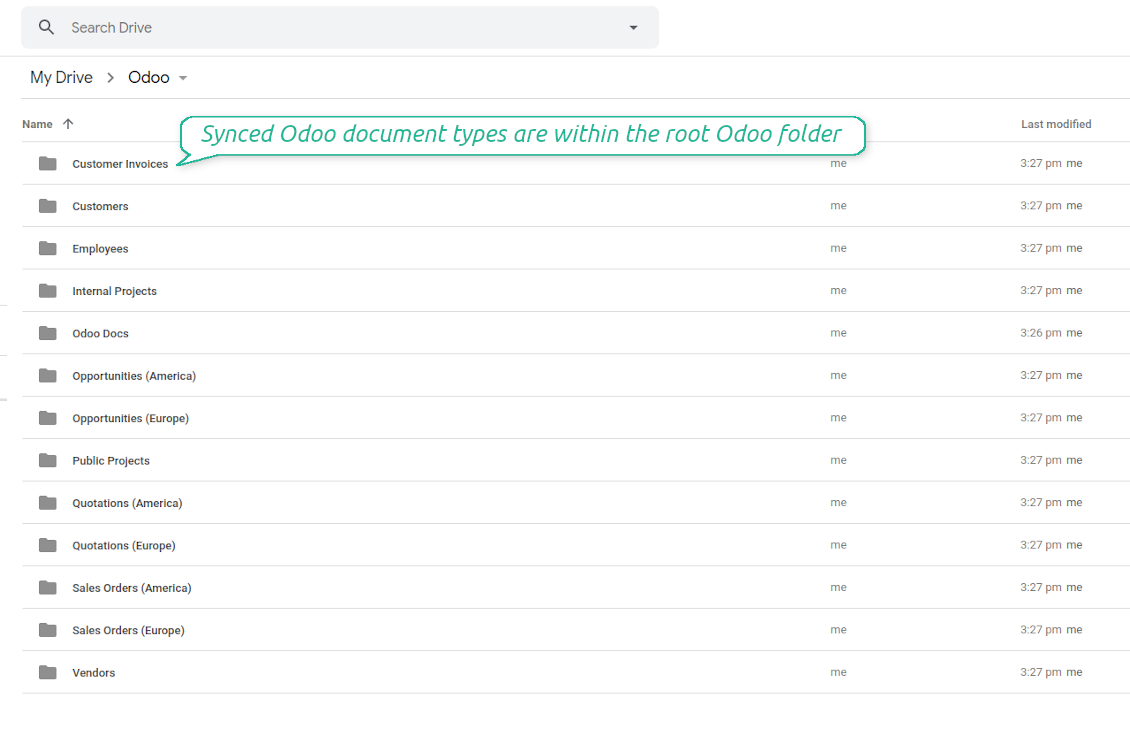 Search Drive
My Drive > Odoo
Name Last modified
Synced Odoo document types are within the root Odoo folder
Customer Invoices me 3:27 pm me
Customers me 3:27 pm me
Employees me 3:27 pm me
Internal Projects me 3:27 pm me
Odoo Docs me 3:26 pm me
Opportunities (America) me 3:27 pm me
Opportunities (Europe) me 3:27 pm me
Public Projects me 3:27 pm me
Quotations (America) me 3:27 pm me
Quotations (Europe) me 3:27 pm me
Sales Orders (America) me 3:27 pm me
Sales Orders (Europe) me 3:27 pm me
Vendors me 3:27 pm me